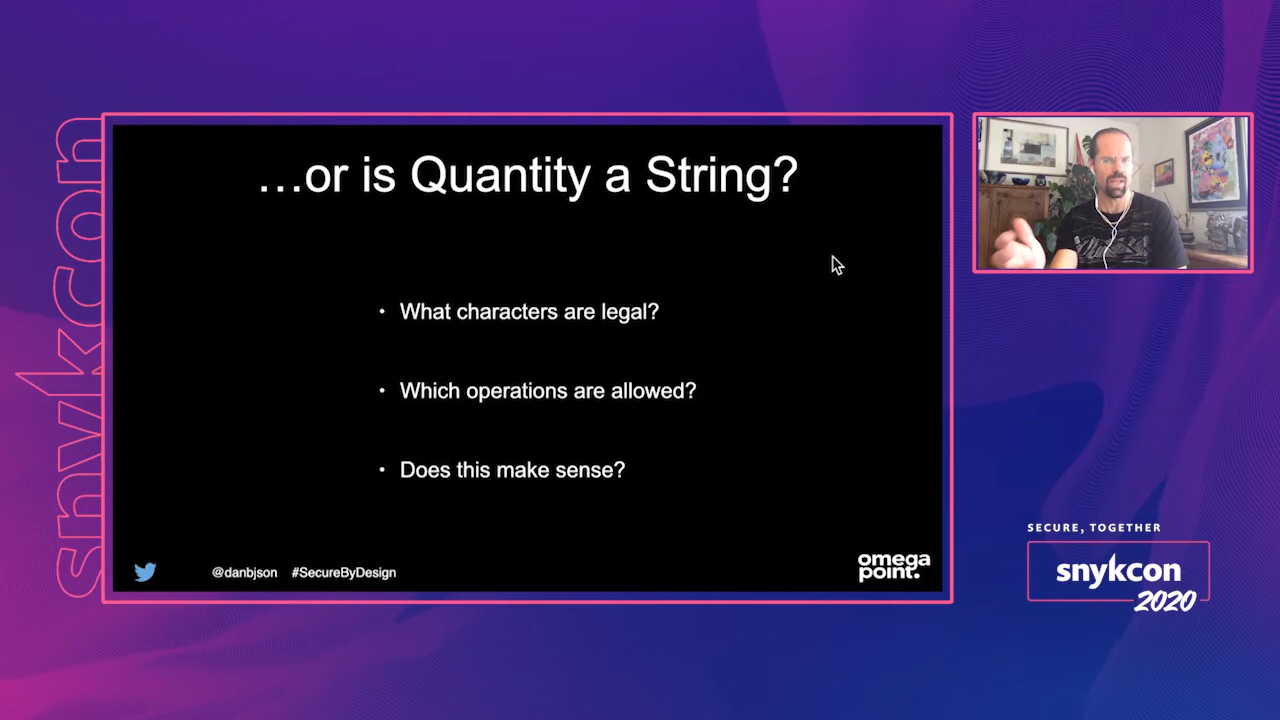 snykcon
…or is Quantity a String?
• What characters are legal?
• Which operations are allowed?
• Does this make sense?
@danbjson #SecureByDesign
omega
point.
SECURE, TOGETHER
snykcon
2020